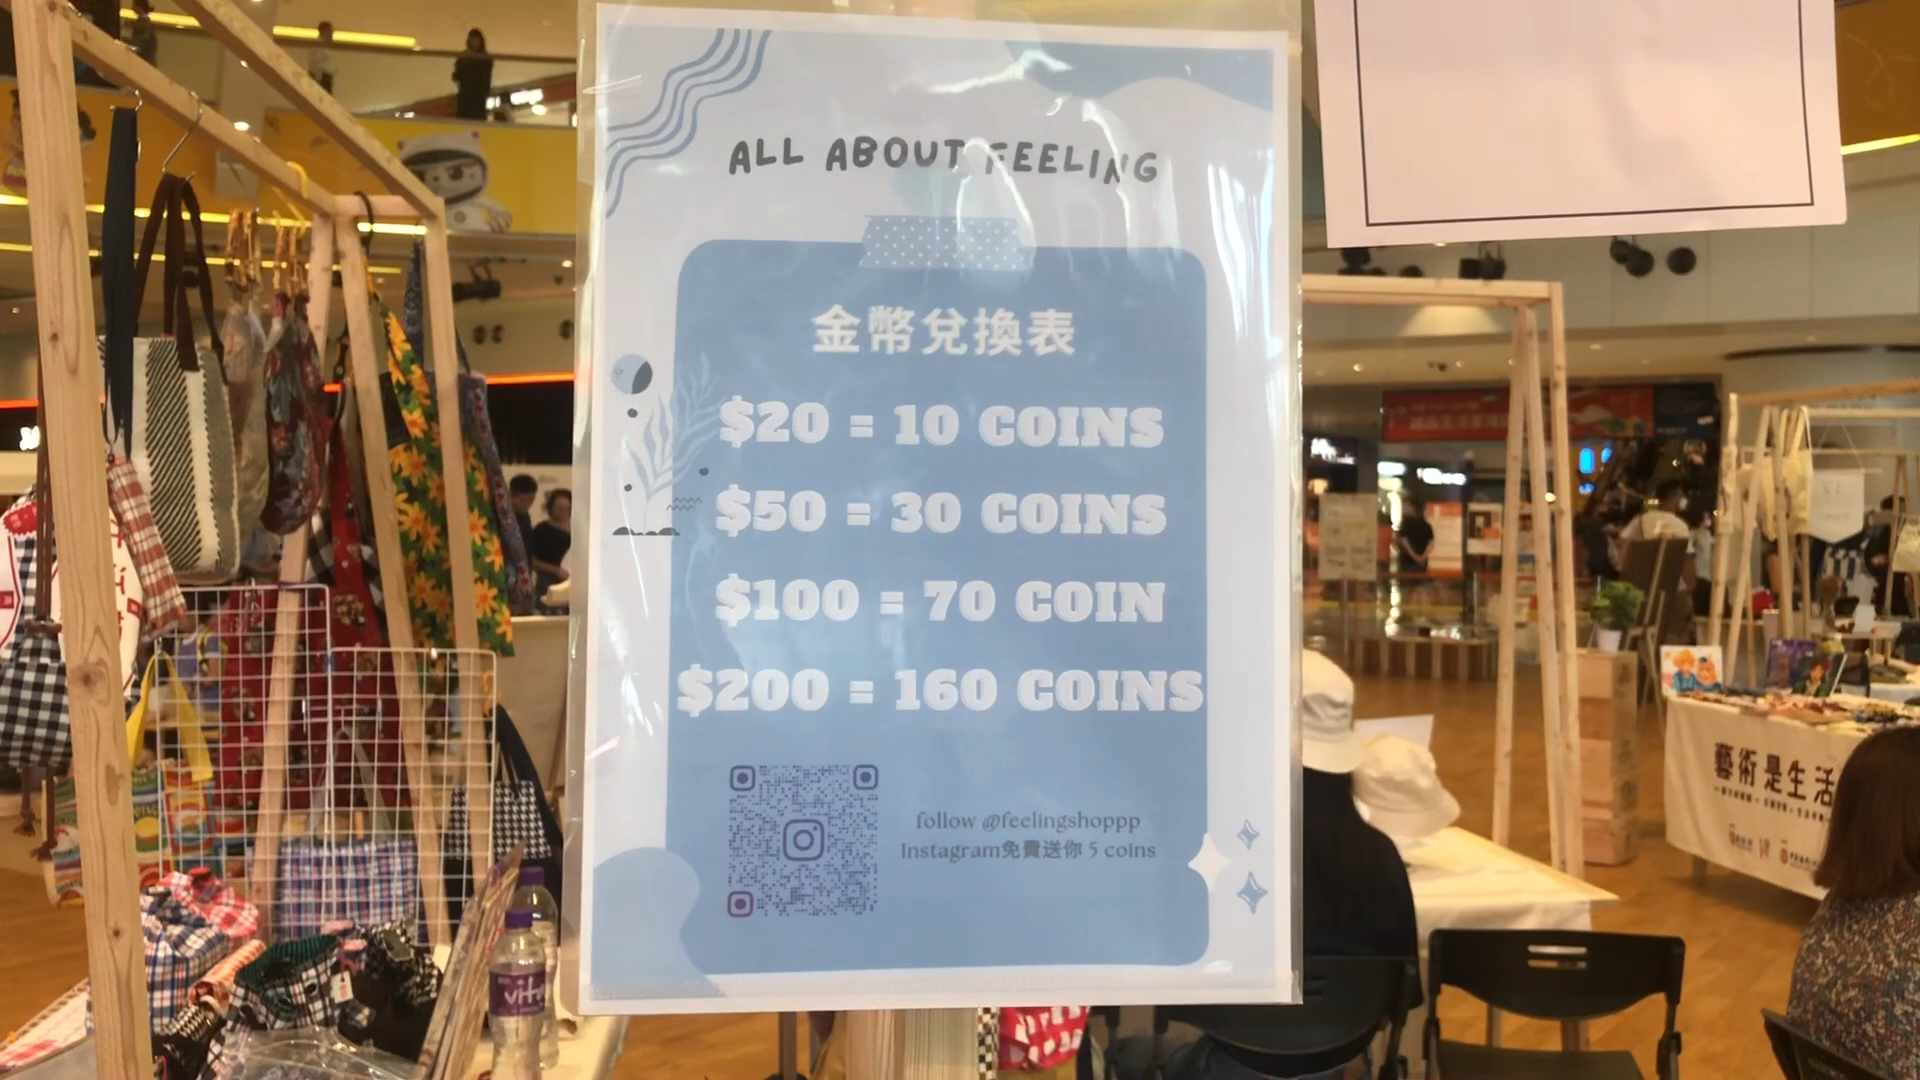 ALL ABOUT FEELING
金幣兌換表
$20 = 10 COINS
$50 = 30 COINS
$100 = 70 COIN
$200 = 160 COINS
follow @feelingshoppp
Instagram免費送你 5 coins
藝術是生活